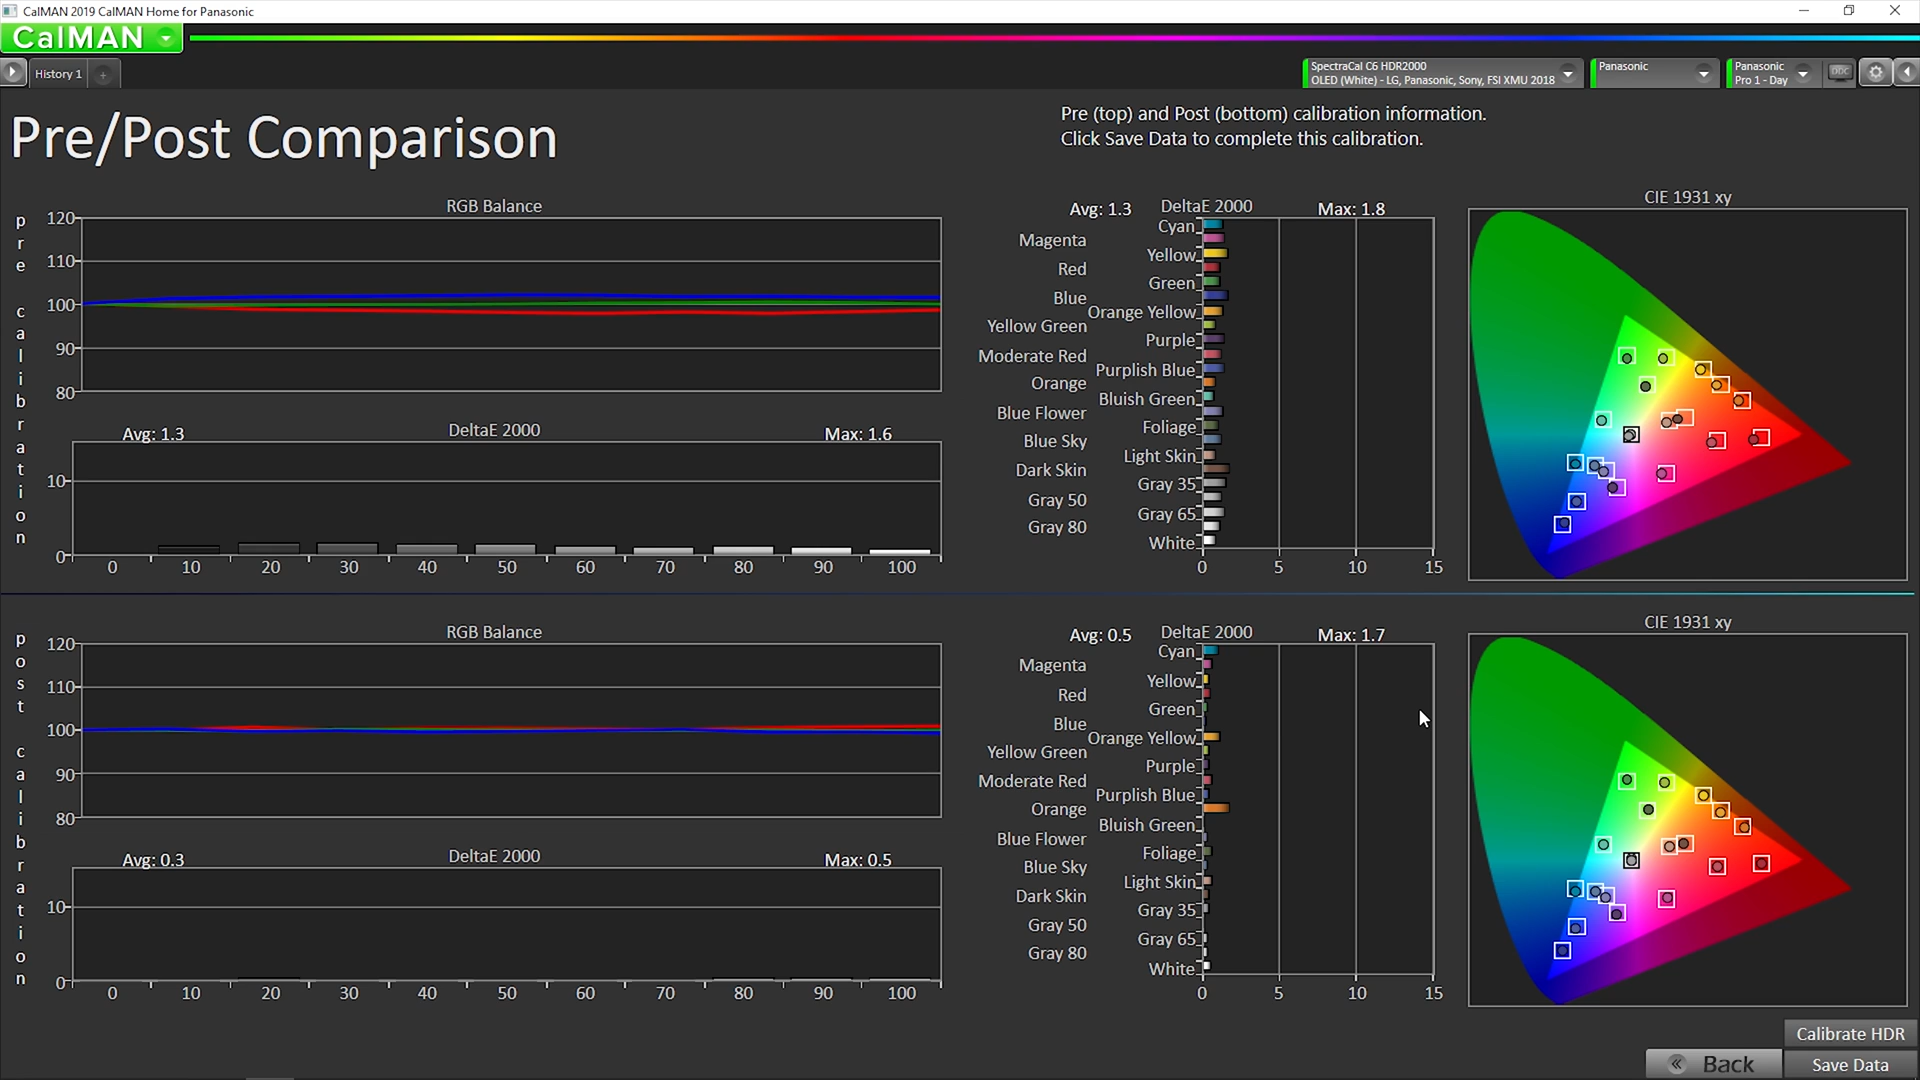 CalMAN 2019 CalMAN Home for Panasonic
CalMAN
History 1
+
SpectraCal C6 HDR2000
OLED (White) - LG, Panasonic, Sony, FSI XMU 2018
Panasonic
Panasonic
Pro 1 - Day
DDC
Pre/Post Comparison
Pre (top) and Post (bottom) calibration information.
Click Save Data to complete this calibration.
pre calibration
RGB Balance
120
110
100
90
80
Avg: 1.3
DeltaE 2000
Max: 1.6
10
0
0 10 20 30 40 50 60 70 80 90 100
Avg: 1.3
DeltaE 2000
Max: 1.8
Cyan
Magenta
Yellow
Red
Green
Blue
Orange Yellow
Yellow Green
Purple
Moderate Red
Purplish Blue
Orange
Bluish Green
Blue Flower
Foliage
Blue Sky
Light Skin
Dark Skin
Gray 35
Gray 50
Gray 65
Gray 80
White
0 5 10 15
CIE 1931 xy
post calibration
RGB Balance
120
110
100
90
80
Avg: 0.3
DeltaE 2000
Max: 0.5
10
0
0 10 20 30 40 50 60 70 80 90 100
Avg: 0.5
DeltaE 2000
Max: 1.7
Cyan
Magenta
Yellow
Red
Green
Blue
Orange Yellow
Yellow Green
Purple
Moderate Red
Purplish Blue
Orange
Bluish Green
Blue Flower
Foliage
Blue Sky
Light Skin
Dark Skin
Gray 35
Gray 50
Gray 65
Gray 80
White
0 5 10 15
CIE 1931 xy
Calibrate HDR
Back
Save Data